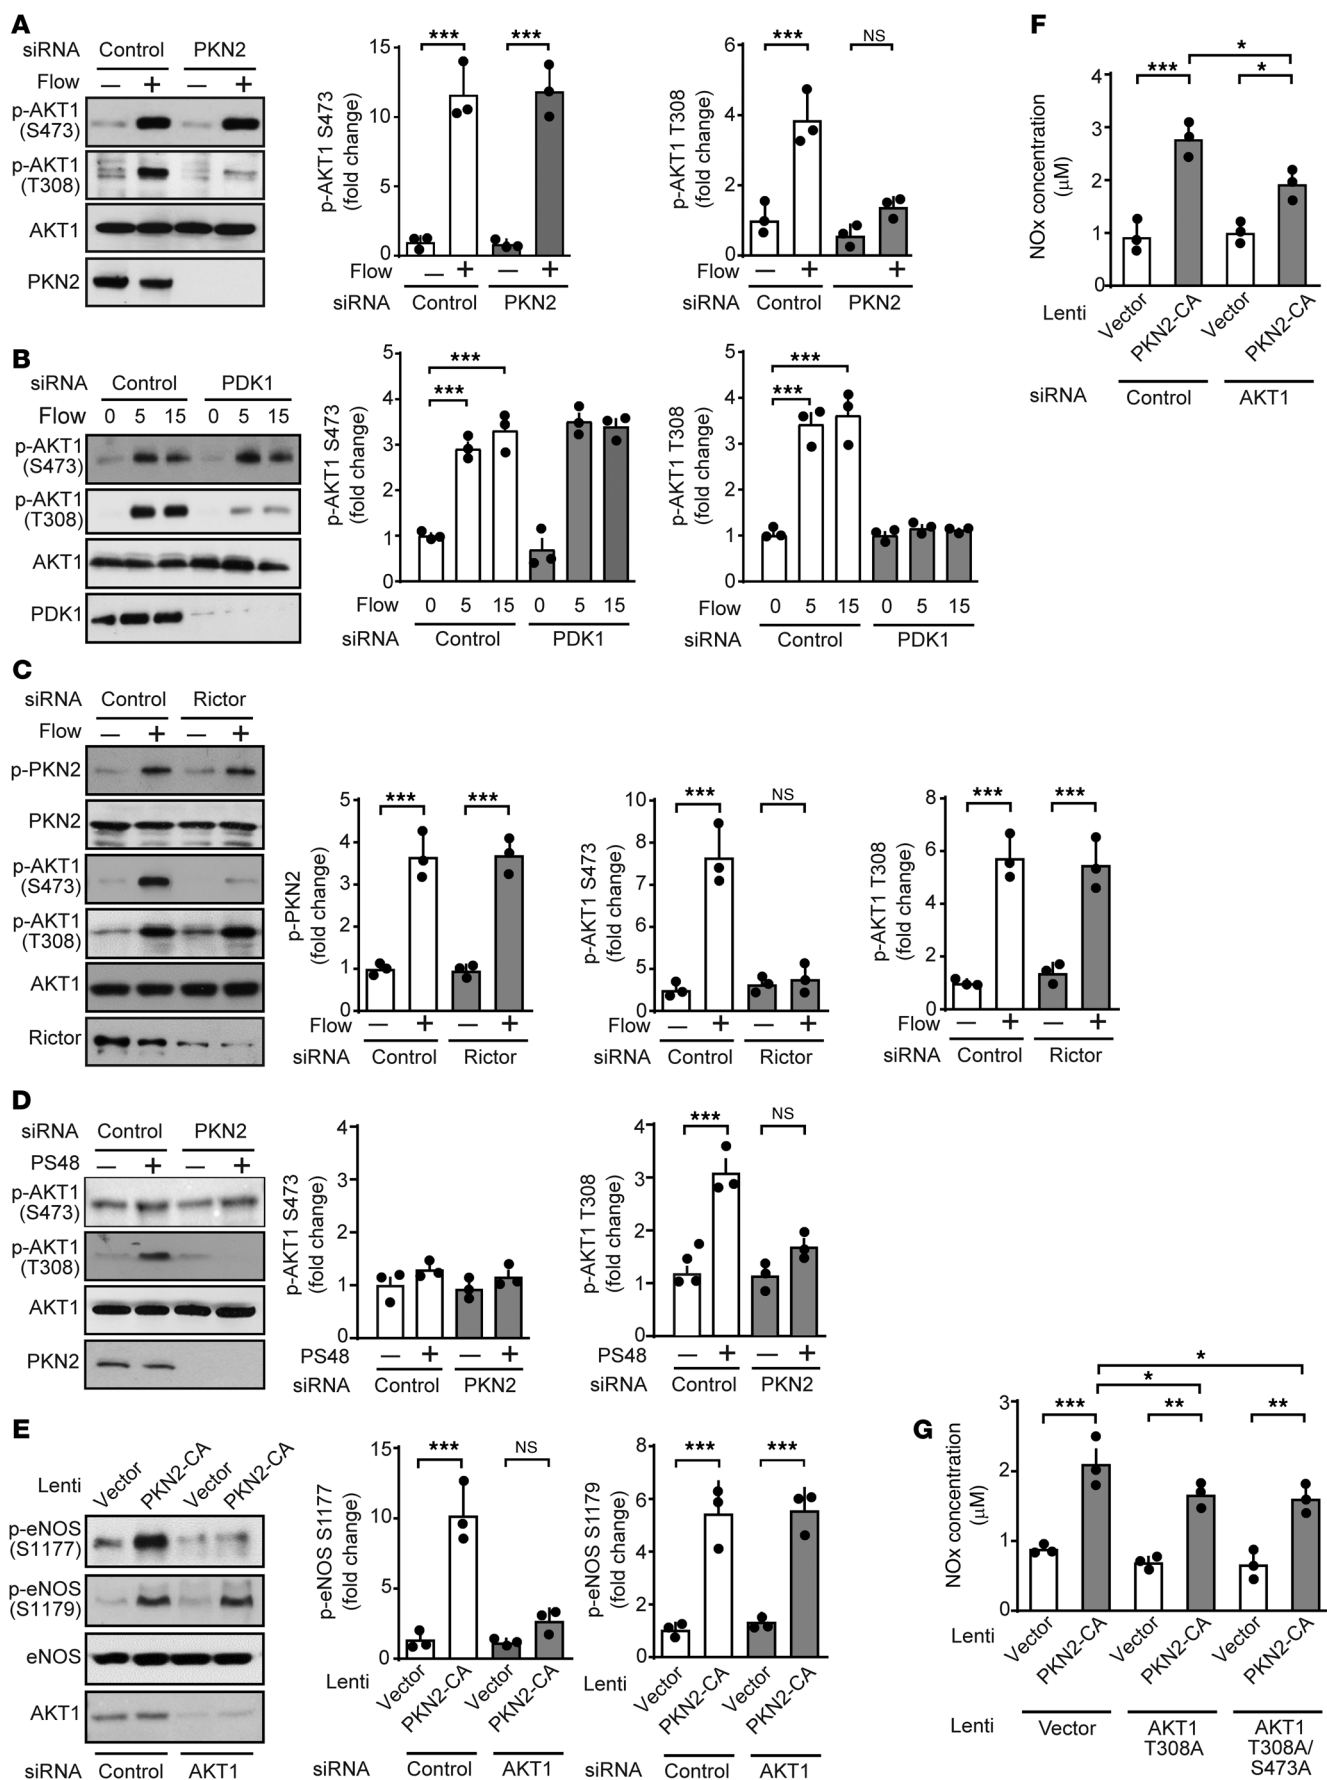 A
siRNA Control PKN2
Flow — + — +
p-AKT1
(S473)
p-AKT1
(T308)
AKT1
PKN2
p-AKT1 S473
(fold change)
15
10
5
0
*** ***
Flow — + — +
siRNA Control PKN2
p-AKT1 T308
(fold change)
6
4
2
0
*** NS
Flow — + — +
siRNA Control PKN2
B
siRNA Control PDK1
Flow 0 5 15 0 5 15
p-AKT1
(S473)
p-AKT1
(T308)
AKT1
PDK1
p-AKT1 S473
(fold change)
5
4
3
2
1
0
***
***
Flow 0 5 15 0 5 15
siRNA Control PDK1
p-AKT1 T308
(fold change)
5
4
3
2
1
0
***
***
Flow 0 5 15 0 5 15
siRNA Control PDK1
C
siRNA Control Rictor
Flow — + — +
p-PKN2
PKN2
p-AKT1
(S473)
p-AKT1
(T308)
AKT1
Rictor
p-PKN2
(fold change)
5
4
3
2
1
0
*** ***
Flow — + — +
siRNA Control Rictor
p-AKT1 S473
(fold change)
10
8
7
6
5
0
*** NS
Flow — + — +
siRNA Control Rictor
p-AKT1 T308
(fold change)
8
6
4
2
0
*** ***
Flow — + — +
siRNA Control Rictor
D
siRNA Control PKN2
PS48 — + — +
p-AKT1
(S473)
p-AKT1
(T308)
AKT1
PKN2
p-AKT1 S473
(fold change)
4
3
2
1
0
PS48 — + — +
siRNA Control PKN2
p-AKT1 T308
(fold change)
4
3
2
1
0
*** NS
PS48 — + — +
siRNA Control PKN2
E
Lenti Vector PKN2-CA Vector PKN2-CA
p-eNOS
(S1177)
p-eNOS
(S1179)
eNOS
AKT1
siRNA Control AKT1
p-eNOS S1177
(fold change)
15
10
5
0
*** NS
Lenti Vector PKN2-CA Vector PKN2-CA
siRNA Control AKT1
p-eNOS S1179
(fold change)
8
6
4
2
0
*** ***
Lenti Vector PKN2-CA Vector PKN2-CA
siRNA Control AKT1
F
NOx concentration
(μM)
4
3
2
1
0
*
*** *
Lenti Vector PKN2-CA Vector PKN2-CA
siRNA Control AKT1
G
NOx concentration
(μM)
3
2
1
0
*
*
*** ** **
Lenti Vector PKN2-CA Vector PKN2-CA Vector PKN2-CA
Lenti Vector AKT1 AKT1
T308A T308A/
S473A